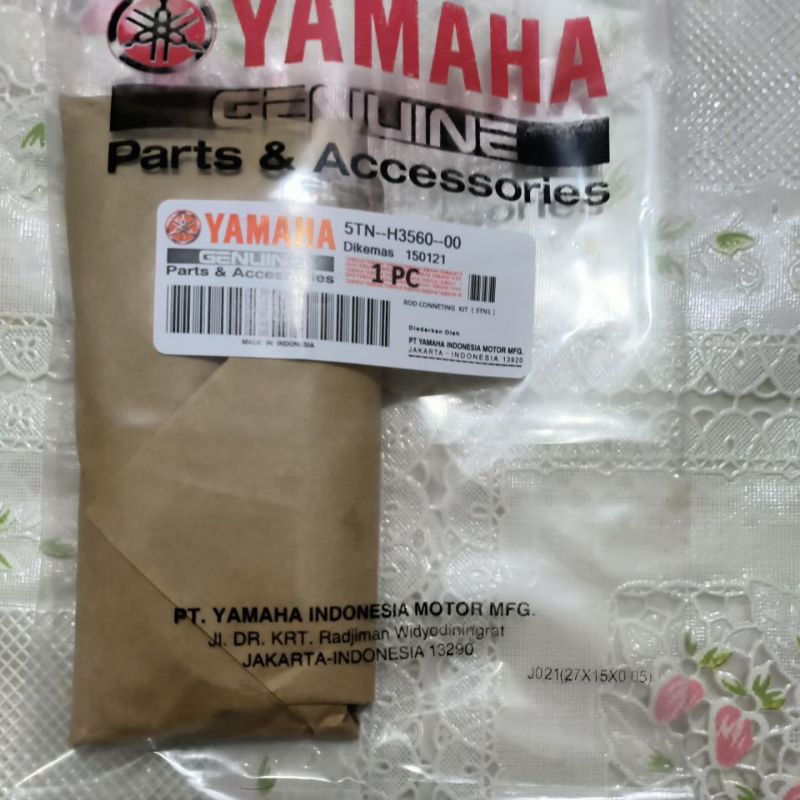 YAMAHA
GENUINE
Parts & Accessories
YAMAHA
GENUINE
Parts & Accessories
5TN--H3560--00
Dikemas 150121
1 PC
ROD CONNETING KIT ( 5TN1 )
MADE IN INDONESIA
Diedarkan Oleh
PT YAMAHA INDONESIA MOTOR MFG.
JAKARTA - INDONESIA 13920
PT. YAMAHA INDONESIA MOTOR MFG.
Jl. DR. KRT. Radjiman Widyodiningrat
JAKARTA-INDONESIA 13290
J021(27X15X0 05)